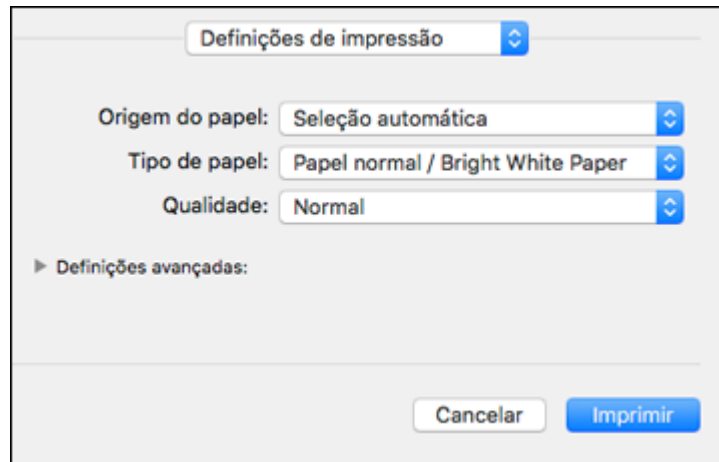 Definições de impressão
Origem do papel: Seleção automática
Tipo de papel: Papel normal / Bright White Paper
Qualidade: Normal
Definições avançadas:
Cancelar Imprimir